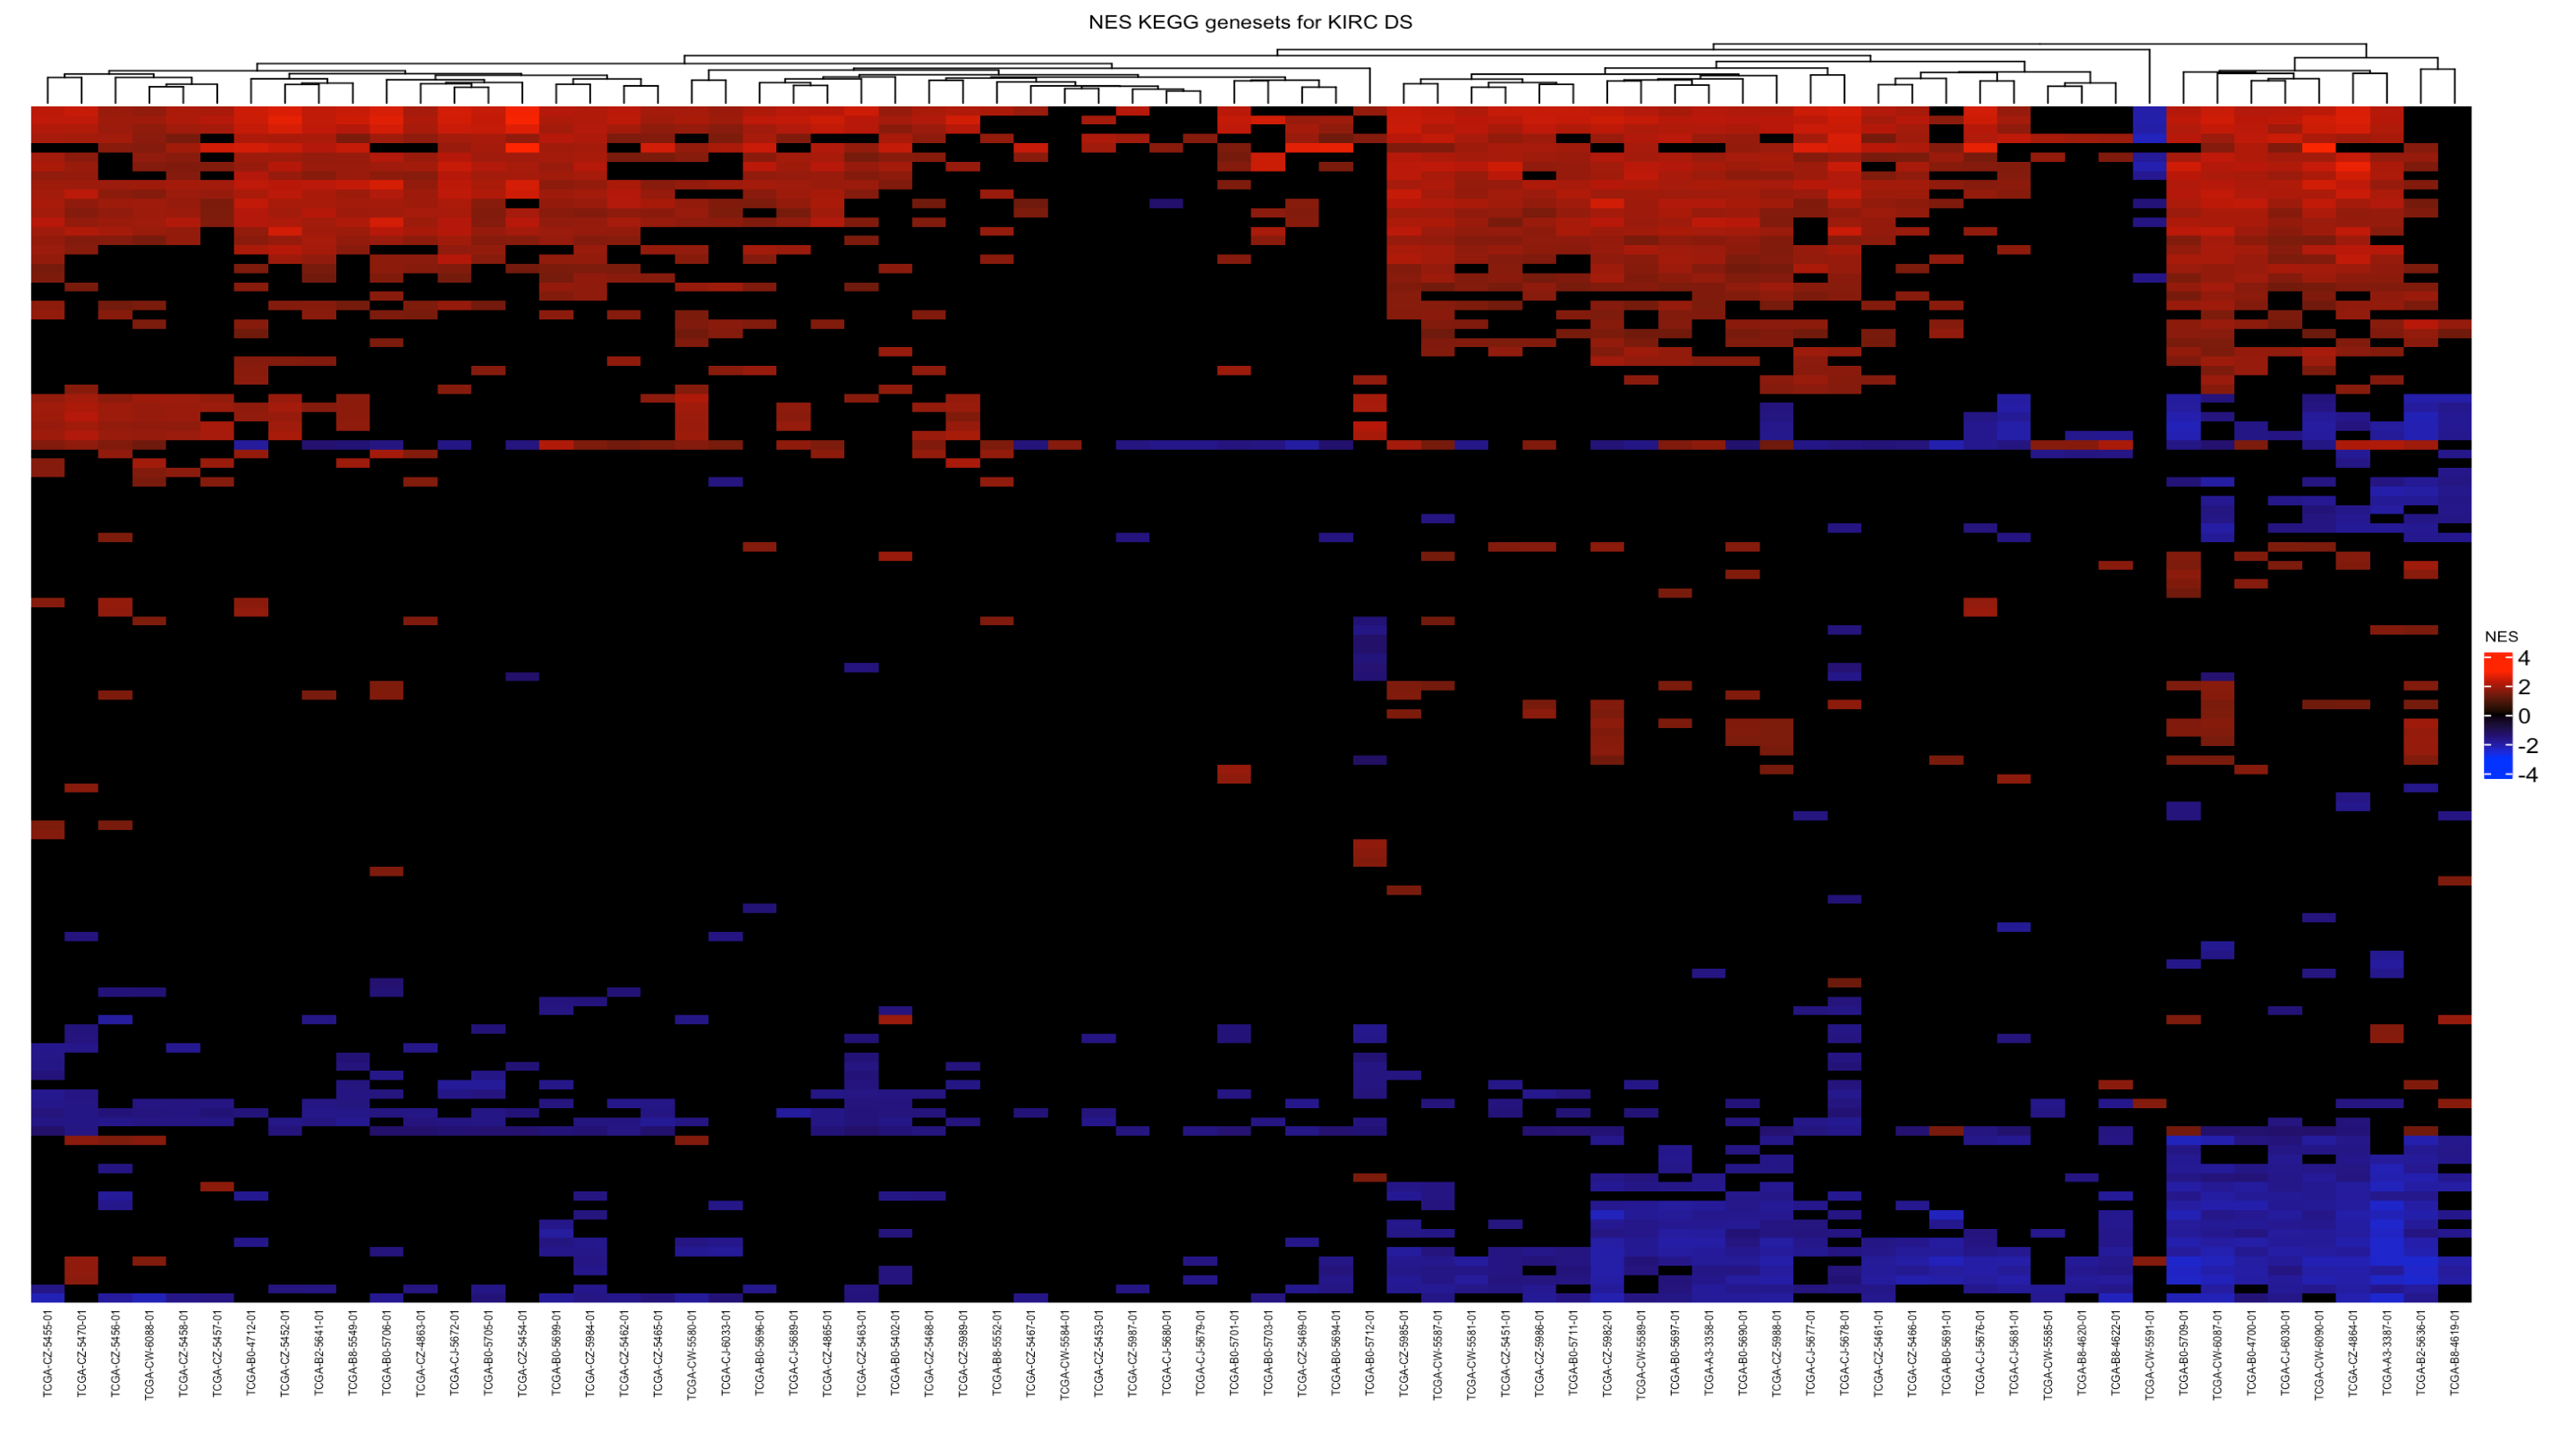 NES KEGG genesets for KIRC DS
NES
4
2
0
-2
-4
TCGA-CZ-5455-01
TCGA-CZ-5470-01
TCGA-CZ-5456-01
TCGA-CW-6088-01
TCGA-CZ-5458-01
TCGA-CZ-5457-01
TCGA-B0-4712-01
TCGA-CZ-5452-01
TCGA-B2-5641-01
TCGA-B8-5549-01
TCGA-B0-5706-01
TCGA-CZ-4863-01
TCGA-CJ-5672-01
TCGA-B0-5705-01
TCGA-CZ-5454-01
TCGA-B0-5699-01
TCGA-CZ-5984-01
TCGA-CZ-5462-01
TCGA-CZ-5465-01
TCGA-CW-5580-01
TCGA-CJ-6033-01
TCGA-B0-5696-01
TCGA-CJ-5689-01
TCGA-CZ-4865-01
TCGA-CZ-5463-01
TCGA-B0-5402-01
TCGA-CZ-5468-01
TCGA-CZ-5989-01
TCGA-B8-5552-01
TCGA-CZ-5467-01
TCGA-CW-5584-01
TCGA-CZ-5453-01
TCGA-CZ-5987-01
TCGA-CJ-5680-01
TCGA-CJ-5679-01
TCGA-B0-5701-01
TCGA-B0-5703-01
TCGA-CZ-5469-01
TCGA-B0-5694-01
TCGA-B0-5712-01
TCGA-CZ-5985-01
TCGA-CW-5587-01
TCGA-CW-5581-01
TCGA-CZ-5451-01
TCGA-CZ-5986-01
TCGA-B0-5711-01
TCGA-CZ-5982-01
TCGA-CW-5589-01
TCGA-B0-5697-01
TCGA-A3-3358-01
TCGA-B0-5690-01
TCGA-CZ-5988-01
TCGA-CJ-5677-01
TCGA-CJ-5678-01
TCGA-CZ-5461-01
TCGA-CZ-5466-01
TCGA-B0-5691-01
TCGA-CJ-5676-01
TCGA-CJ-5681-01
TCGA-CW-5585-01
TCGA-B8-4620-01
TCGA-B8-4622-01
TCGA-CW-5591-01
TCGA-B0-5709-01
TCGA-CW-6087-01
TCGA-B0-4700-01
TCGA-CJ-6030-01
TCGA-CW-6090-01
TCGA-CZ-4864-01
TCGA-A3-3387-01
TCGA-B2-5636-01
TCGA-B8-4619-01